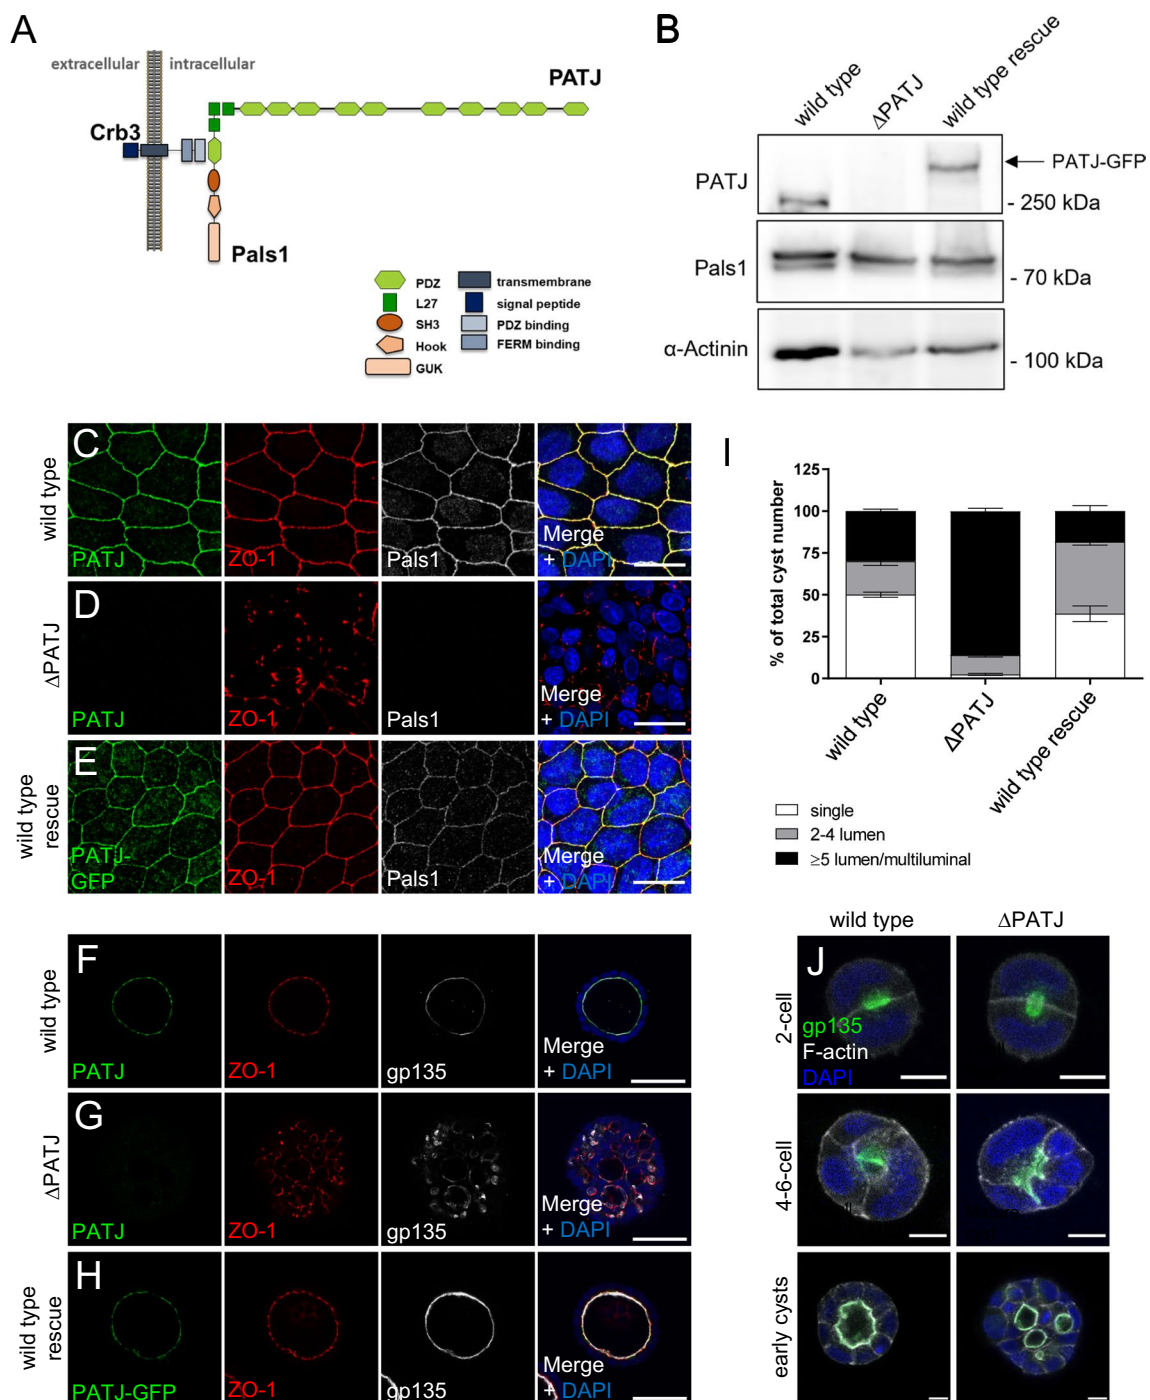 A
extracellular
intracellular
PATJ
Crb3
Pals1
PDZ
L27
SH3
Hook
GUK
transmembrane
signal peptide
PDZ binding
FERM binding
B
wild type
ΔPATJ
wild type rescue
PATJ
PATJ-GFP
- 250 kDa
Pals1
- 70 kDa
α-Actinin
- 100 kDa
wild type
C
PATJ
ZO-1
Pals1
Merge
+ DAPI
ΔPATJ
D
PATJ
ZO-1
Pals1
Merge
+ DAPI
wild type
rescue
E
PATJ-
GFP
ZO-1
Pals1
Merge
+ DAPI
I
% of total cyst number
125
100
75
50
25
0
wild type
ΔPATJ
wild type rescue
single
2-4 lumen
≥5 lumen/multiluminal
wild type
F
PATJ
ZO-1
gp135
Merge
+ DAPI
ΔPATJ
G
PATJ
ZO-1
gp135
Merge
+ DAPI
wild type
rescue
H
PATJ-GFP
ZO-1
gp135
Merge
+ DAPI
wild type
ΔPATJ
J
2-cell
gp135
F-actin
DAPI
4-6-cell
early cysts